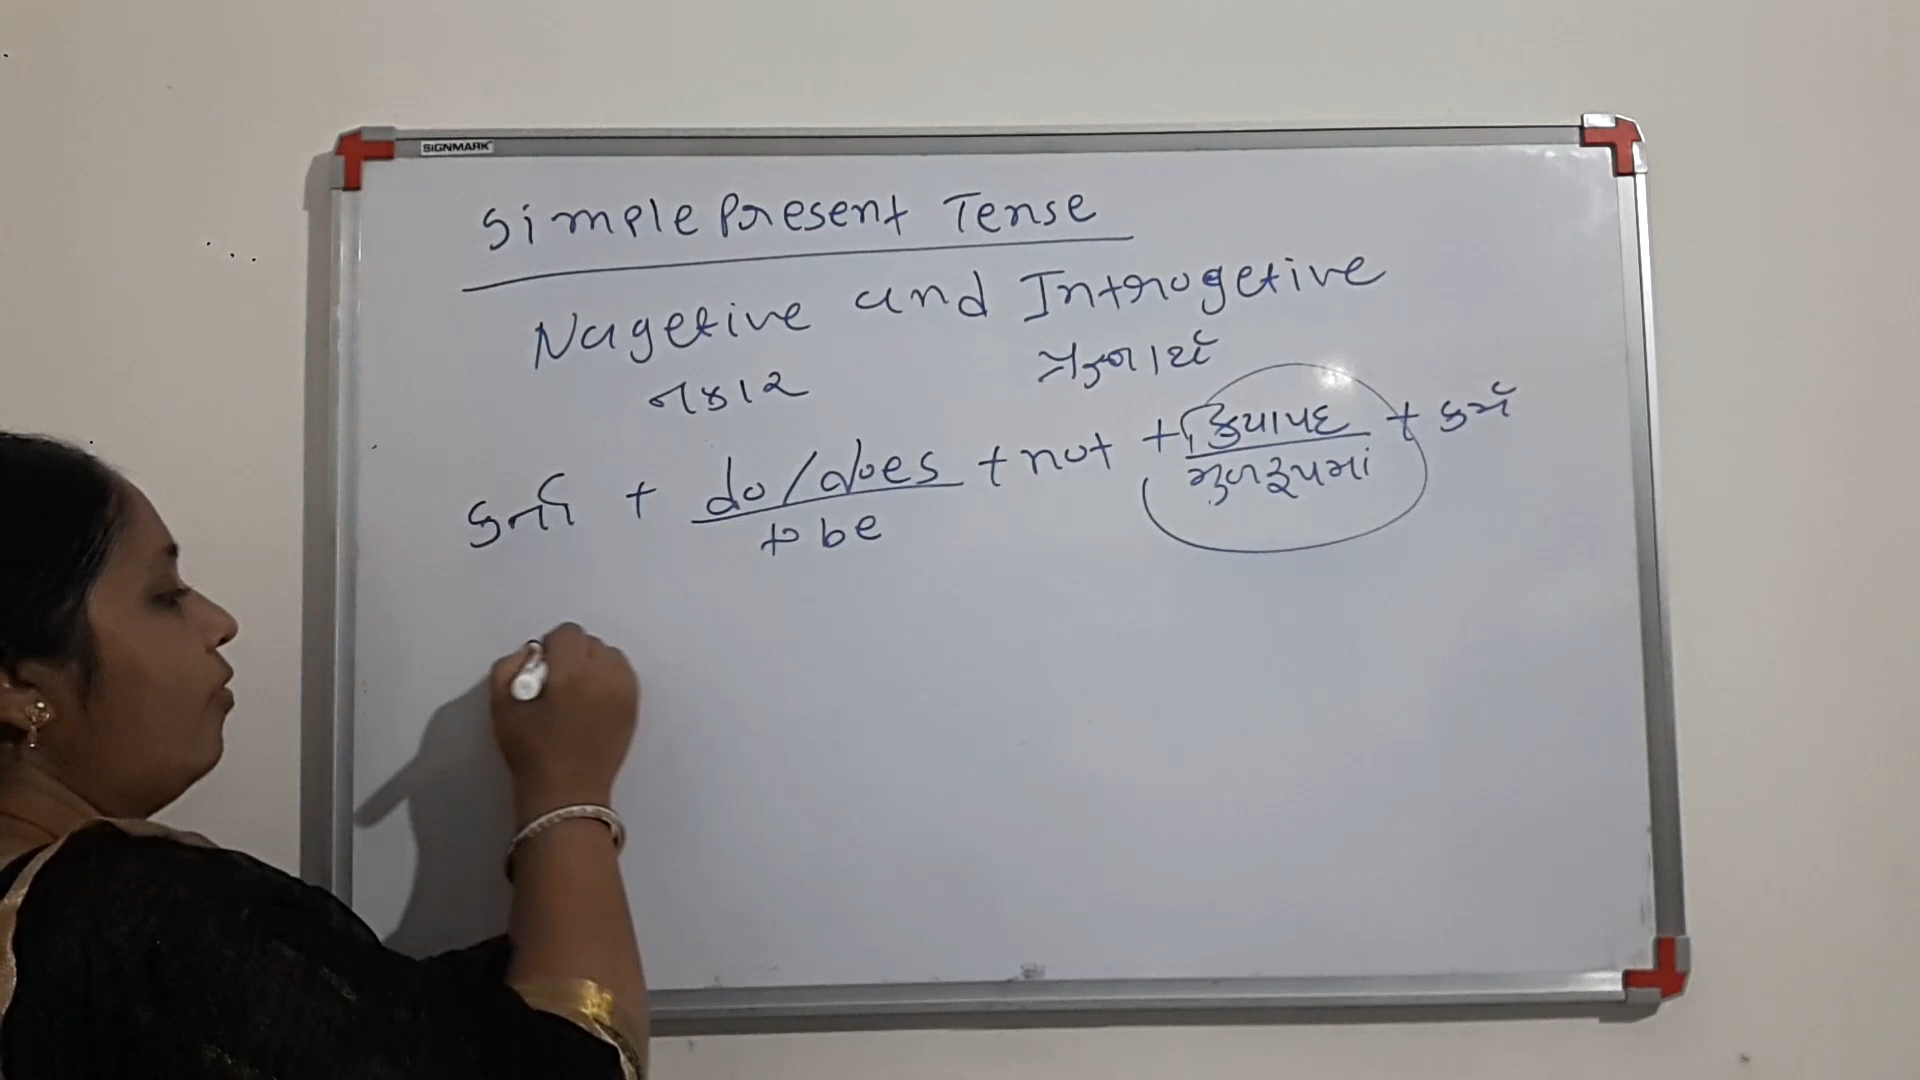 SIGNMARK
Simple Present Tense
Nagetive and Introgetive
નકાર પ્રશ્નાર્થ
કર્તા + do/does + not + ક્રિયાપદ + કર્મ
to be મુળરૂપમાં